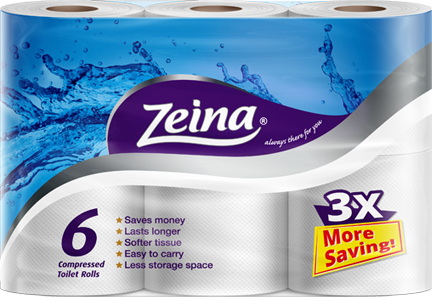 Zeina®
always there for you
6
Compressed
Toilet Rolls
★ Saves money
★ Lasts longer
★ Softer tissue
★ Easy to carry
★ Less storage space
3X
More
Saving!